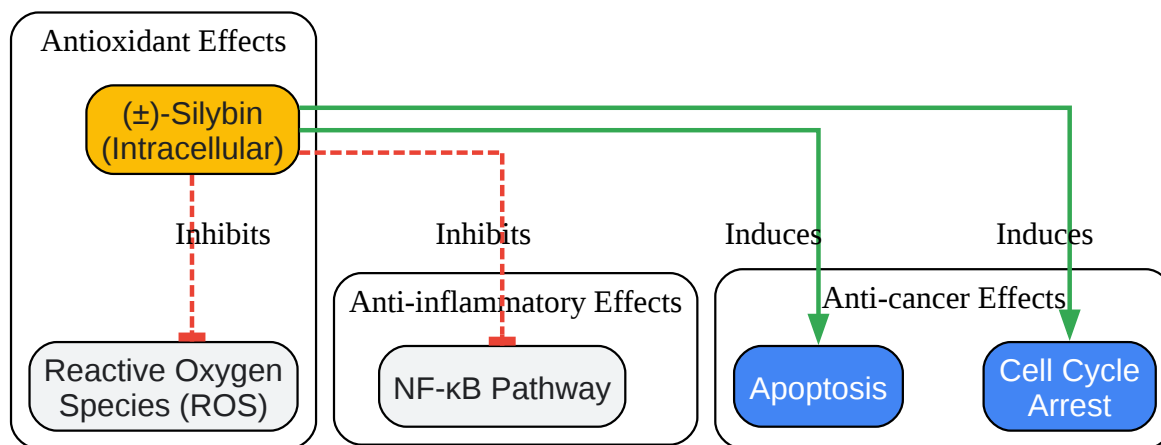 Antioxidant Effects
(±)-Silybin
(Intracellular)
Inhibits
Inhibits
Induces
Induces
Anti-inflammatory Effects
Anti-cancer Effects
Reactive Oxygen
Species (ROS)
NF-κB Pathway
Apoptosis
Cell Cycle
Arrest